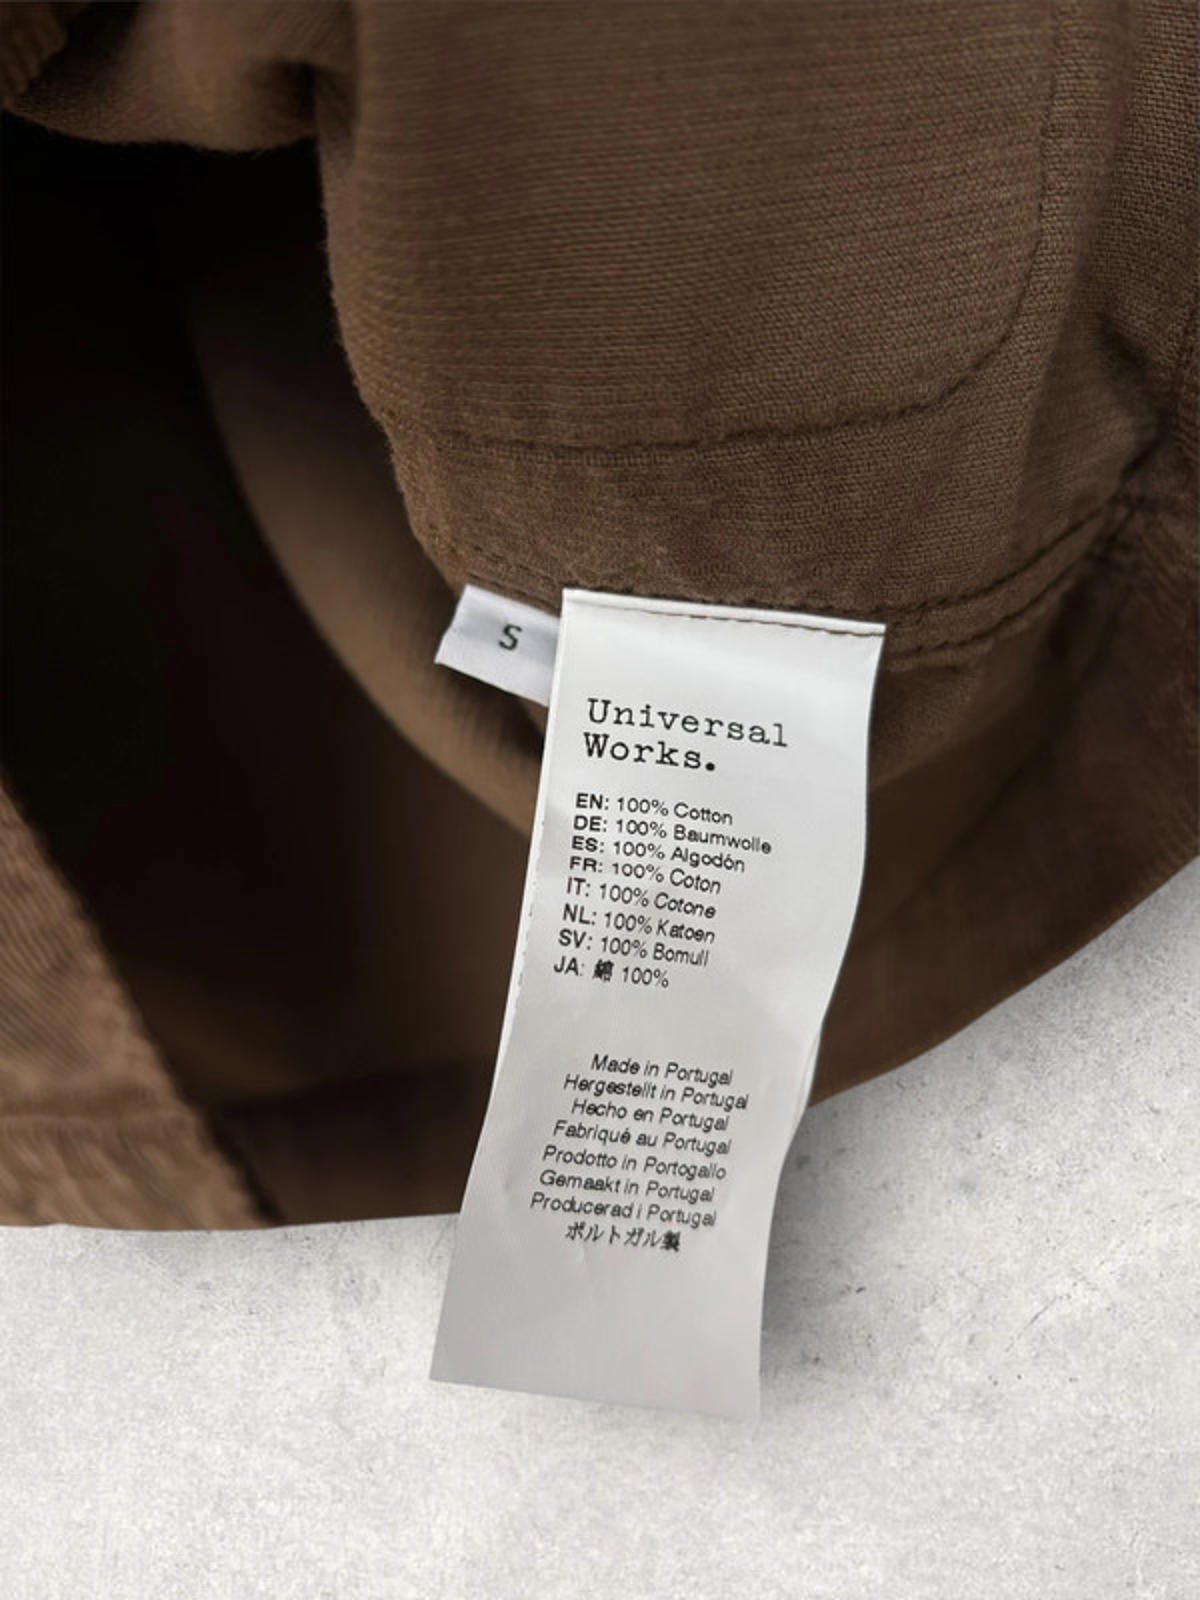 S
Universal
Works.
EN: 100% Cotton
DE: 100% Baumwolle
ES: 100% Algodón
FR: 100% Coton
IT: 100% Cotone
NL: 100% Katoen
SV: 100% Bomull
JA: 綿 100%
Made in Portugal
Hergestellt in Portugal
Hecho en Portugal
Fabriqué au Portugal
Prodotto in Portogallo
Gemaakt in Portugal
Producerad i Portugal
ポルトガル製